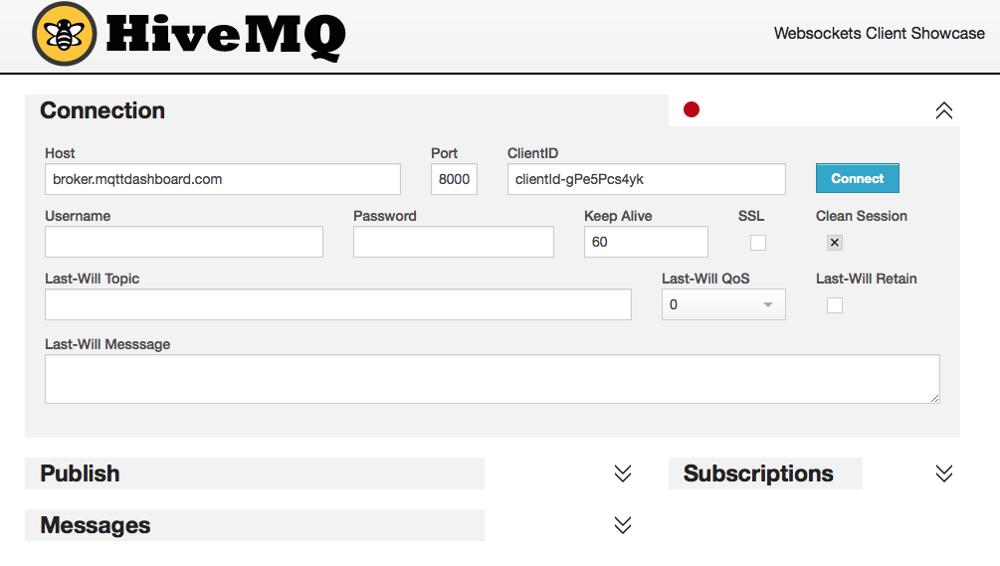 HiveMQ
Websockets Client Showcase
Connection
Host Port ClientID
broker.mqttdashboard.com 8000 clientId-gPe5Pcs4yk Connect
Username Password Keep Alive SSL Clean Session
60
Last-Will Topic Last-Will QoS Last-Will Retain
0
Last-Will Messsage
Publish Subscriptions
Messages